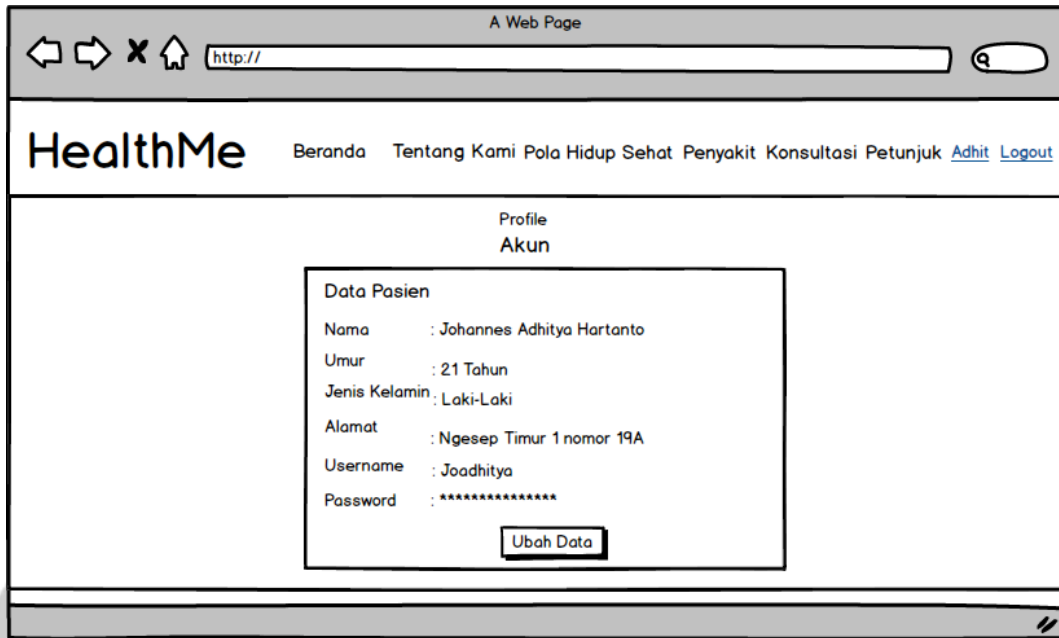 A Web Page
http://
HealthMe Beranda Tentang Kami Pola Hidup Sehat Penyakit Konsultasi Petunjuk Adhit Logout
Profile
Akun
Data Pasien
Nama : Johannes Adhitya Hartanto
Umur : 21 Tahun
Jenis Kelamin : Laki-Laki
Alamat : Ngesep Timur 1 nomor 19A
Username : Joadhitya
Password : ***************
Ubah Data